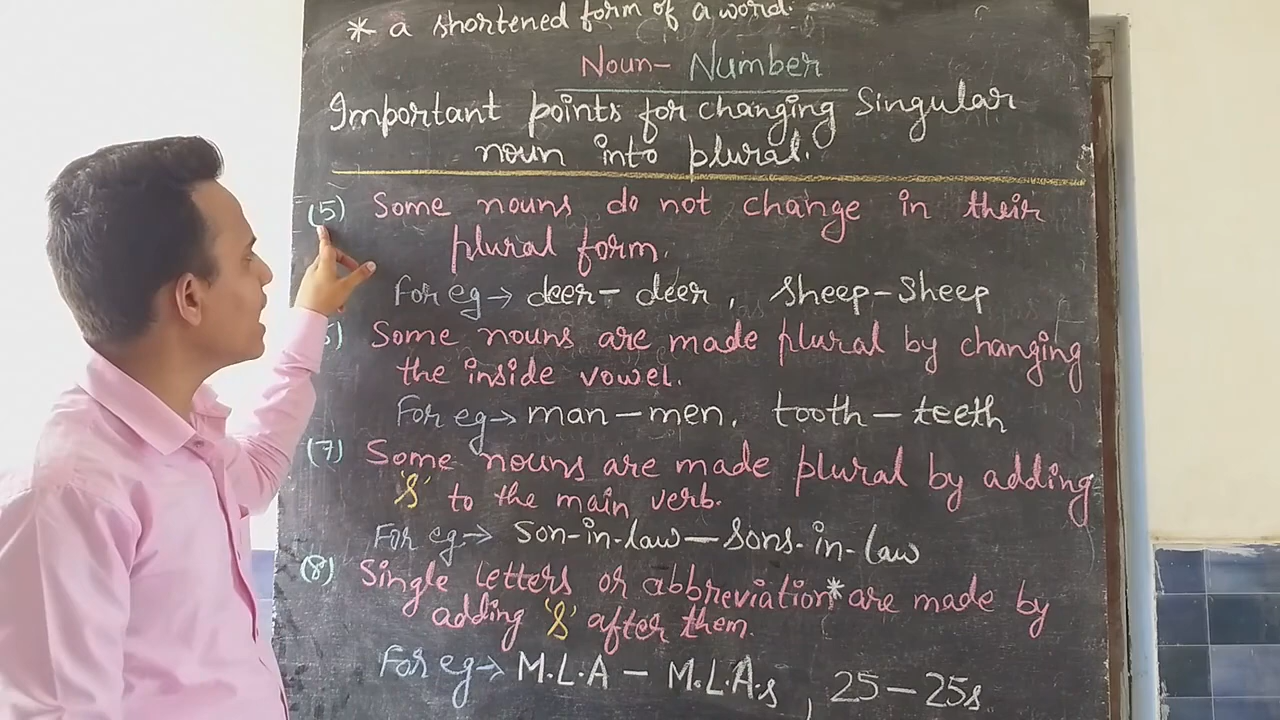 * a shortened form of a word.
Noun- Number
Important points for changing Singular
noun into plural.
(5) Some nouns do not change in their
plural form.
For eg→ deer - deer, Sheep - Sheep
6) Some nouns are made plural by changing
the inside vowel.
For eg→ man - men, tooth - teeth
(7) Some nouns are made plural by adding
'S' to the main verb.
For eg→ Son-in-law - Sons-in-law
(8) Single letters or abbreviation* are made by
adding 'S' after them.
For eg→ M.L.A - M.L.A.s, 25 - 25s